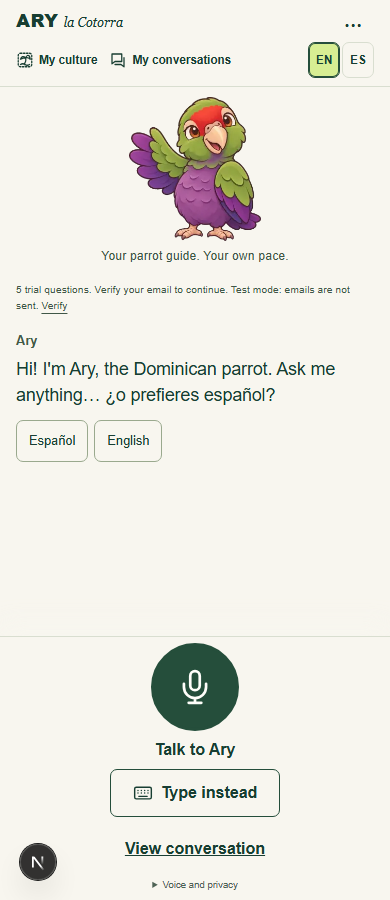 ARY la Cotorra
...
My culture
My conversations
EN
ES
Your parrot guide. Your own pace.
5 trial questions. Verify your email to continue. Test mode: emails are not
sent. Verify
Ary
Hi! I'm Ary, the Dominican parrot. Ask me
anything… ¿o prefieres español?
Español
English
Talk to Ary
Type instead
View conversation
N
▶ Voice and privacy